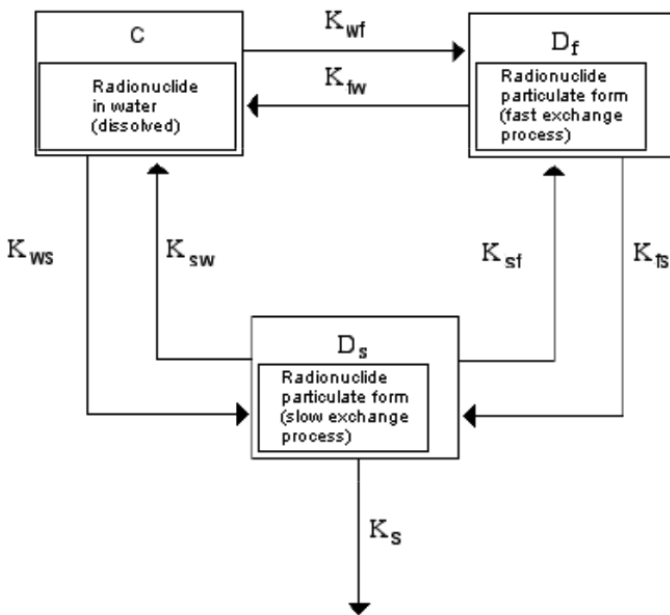 C
Radionuclide
in water
(dissolved)
K_wf
K_fw
D_f
Radionuclide
particulate form
(fast exchange
process)
K_ws
K_sw
K_sf
K_fs
D_s
Radionuclide
particulate form
(slow exchange
process)
K_s